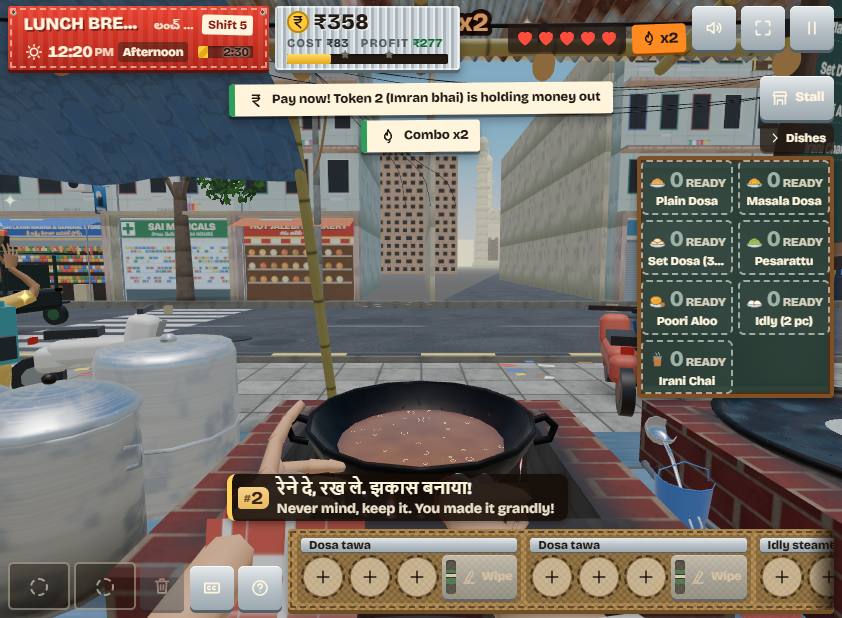 LUNCH BRE... లంచ్ ... Shift 5
12:20 PM Afternoon 2:30
₹358
COST ₹83 PROFIT ₹277
x2
x2
Pay now! Token 2 (Imran bhai) is holding money out
Combo x2
Stall
Dishes
0 READY
Plain Dosa
0 READY
Masala Dosa
0 READY
Set Dosa (3...
0 READY
Pesarattu
0 READY
Poori Aloo
0 READY
Idly (2 pc)
0 READY
Irani Chai
SAI MEDICALS
#2
रेने दे, रख ले. झकास बनाया!
Never mind, keep it. You made it grandly!
Dosa tawa
Wipe
Dosa tawa
Wipe
Idly steame
CC